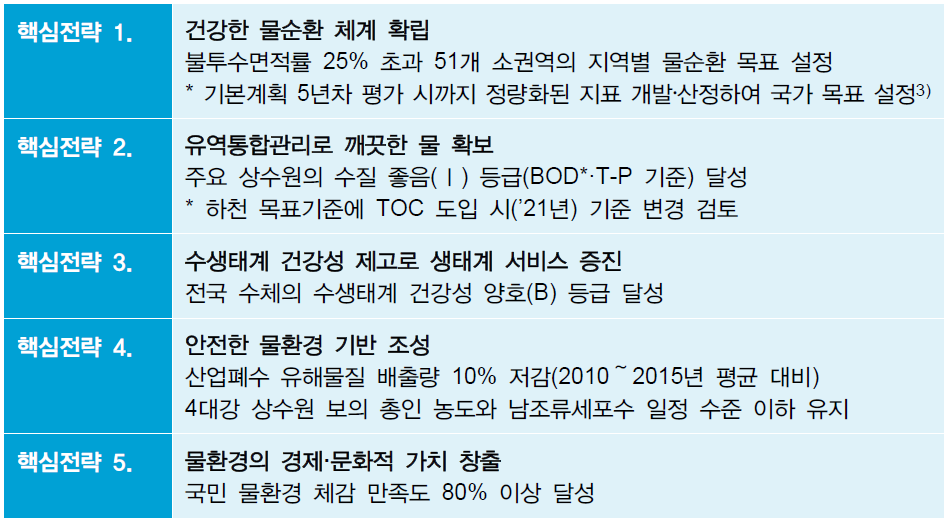 핵심전략 1.
건강한 물순환 체계 확립
불투수면적률 25% 초과 51개 소권역의 지역별 물순환 목표 설정
* 기본계획 5년차 평가 시까지 정량화된 지표 개발·산정하여 국가 목표 설정3)
핵심전략 2.
유역통합관리로 깨끗한 물 확보
주요 상수원의 수질 좋음(Ⅰ) 등급(BOD*·T-P 기준) 달성
* 하천 목표기준에 TOC 도입 시('21년) 기준 변경 검토
핵심전략 3.
수생태계 건강성 제고로 생태계 서비스 증진
전국 수체의 수생태계 건강성 양호(B) 등급 달성
핵심전략 4.
안전한 물환경 기반 조성
산업폐수 유해물질 배출량 10% 저감(2010～2015년 평균 대비)
4대강 상수원 보의 총인 농도와 남조류세포수 일정 수준 이하 유지
핵심전략 5.
물환경의 경제·문화적 가치 창출
국민 물환경 체감 만족도 80% 이상 달성